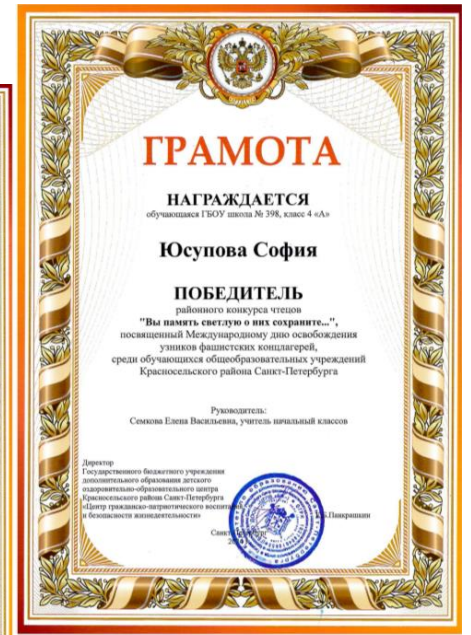 ГРАМОТА
НАГРАЖДАЕТСЯ
обучающаяся ГБОУ школа № 398, класс 4 «А»
Юсупова София
ПОБЕДИТЕЛЬ
районного конкурса чтецов
"Вы память светлую о них сохраните...",
посвященный Международному дню освобождения
узников фашистских концлагерей,
среди обучающихся общеобразовательных учреждений
Красносельского района Санкт-Петербурга
Руководитель:
Семкова Елена Васильевна, учитель начальный классов
Директор
Государственного бюджетного учреждения
дополнительного образования детского
оздоровительно-образовательного центра
Красносельского района Санкт-Петербурга
«Центр гражданско-патриотического воспитания
и безопасности жизнедеятельности»
Панкрашкин